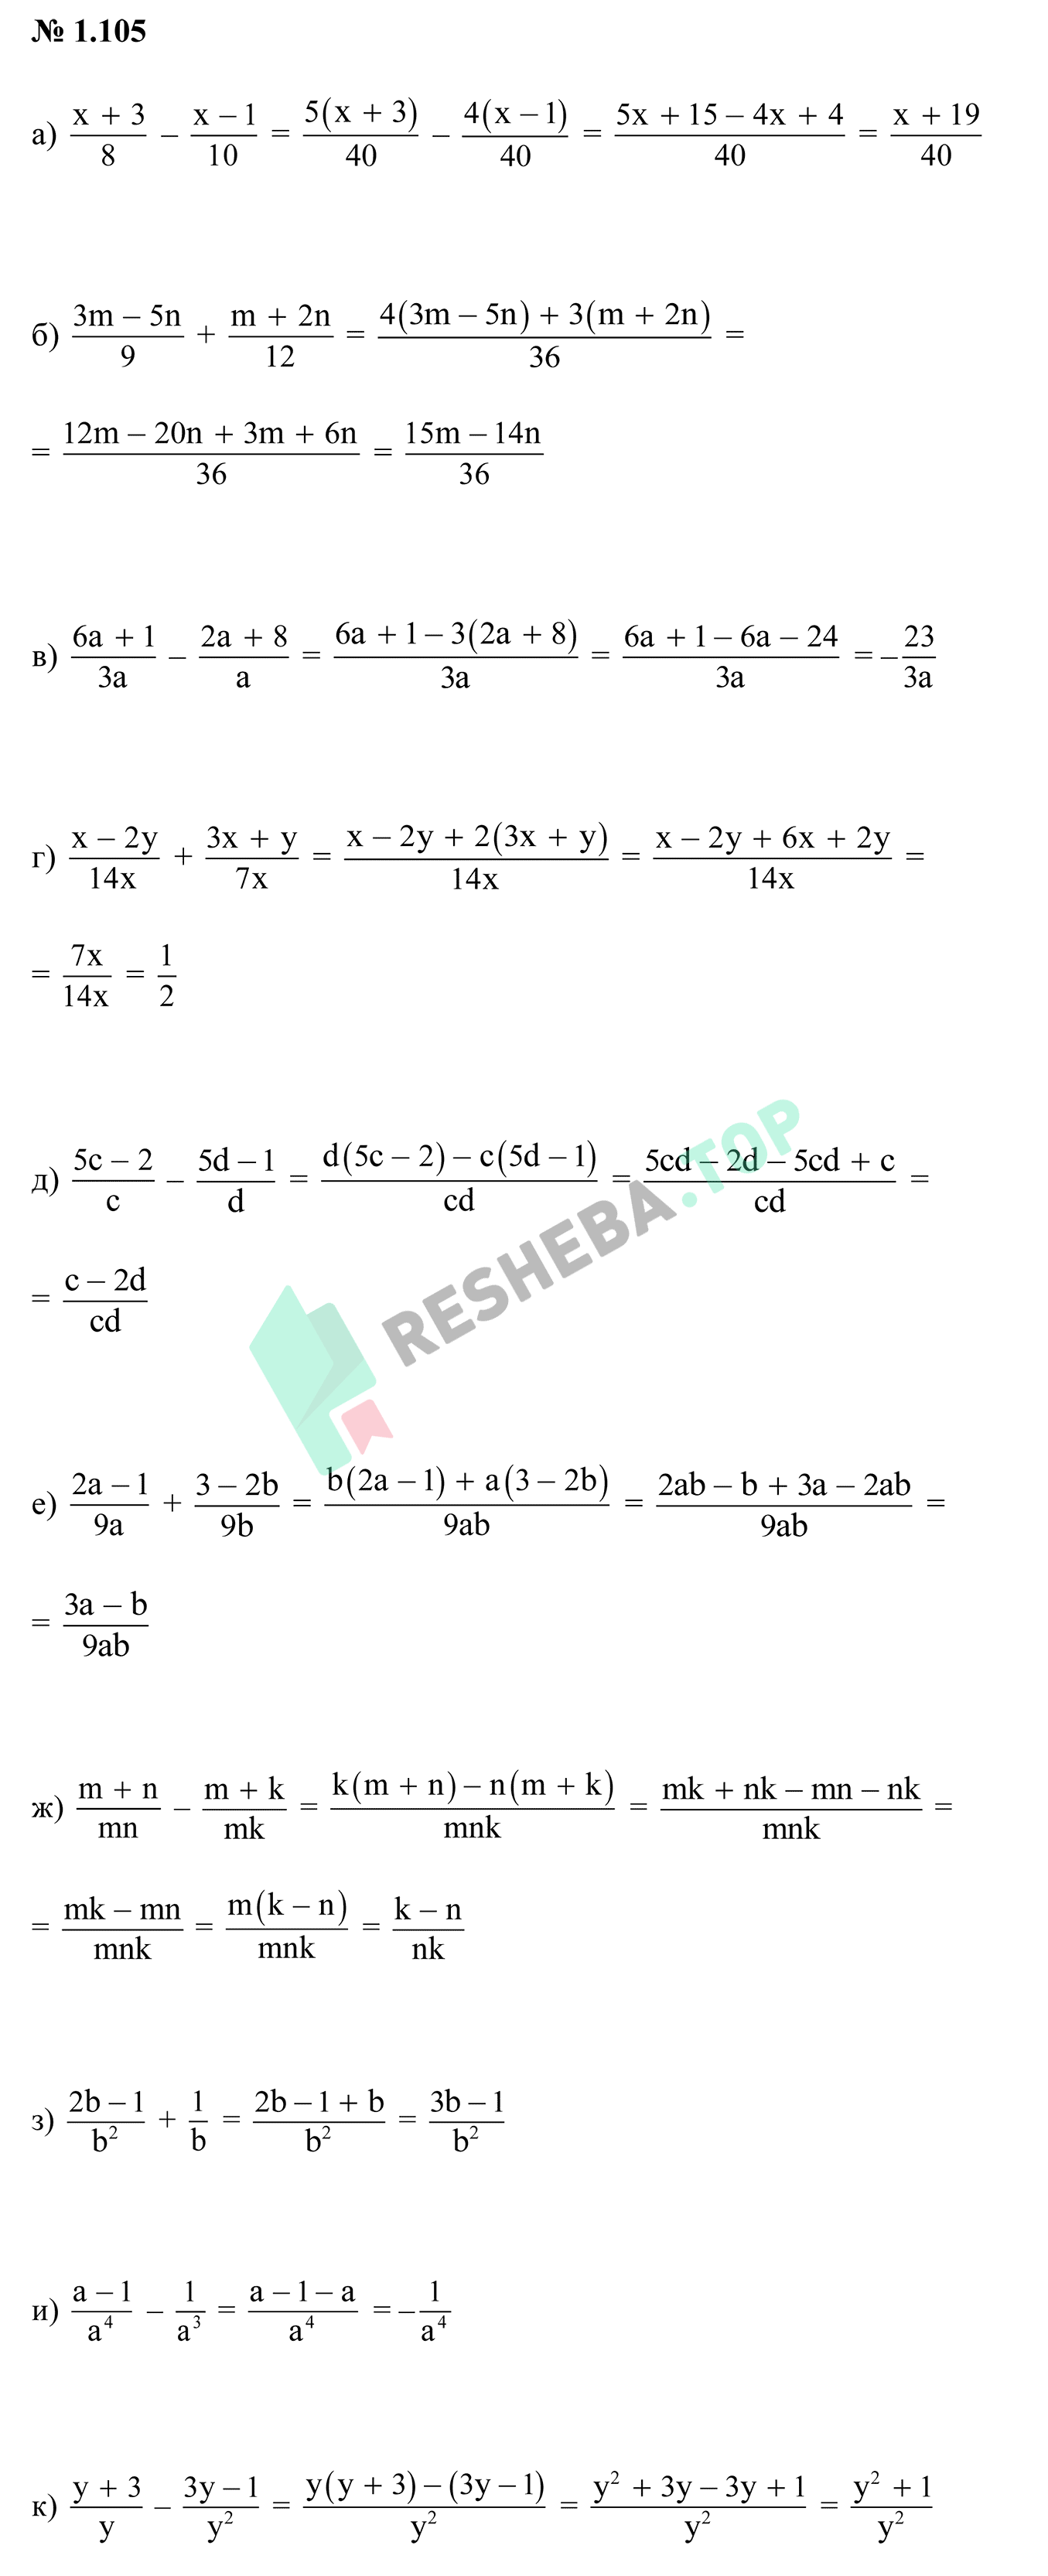 № 1.105
а) \frac{x + 3}{8} − \frac{x − 1}{10} = \frac{5(x + 3)}{40} − \frac{4(x − 1)}{40} = \frac{5x + 15 − 4x + 4}{40} = \frac{x + 19}{40}
б) \frac{3m − 5n}{9} + \frac{m + 2n}{12} = \frac{4(3m − 5n) + 3(m + 2n)}{36} =
= \frac{12m − 20n + 3m + 6n}{36} = \frac{15m − 14n}{36}
в) \frac{6a + 1}{3a} − \frac{2a + 8}{a} = \frac{6a + 1 − 3(2a + 8)}{3a} = \frac{6a + 1 − 6a − 24}{3a} = −\frac{23}{3a}
г) \frac{x − 2y}{14x} + \frac{3x + y}{7x} = \frac{x − 2y + 2(3x + y)}{14x} = \frac{x − 2y + 6x + 2y}{14x} =
= \frac{7x}{14x} = \frac{1}{2}
д) \frac{5c − 2}{c} − \frac{5d − 1}{d} = \frac{d(5c − 2) − c(5d − 1)}{cd} = \frac{5cd − 2d − 5cd + c}{cd} =
= \frac{c − 2d}{cd}
RESHEBA.TOP
е) \frac{2a − 1}{9a} + \frac{3 − 2b}{9b} = \frac{b(2a − 1) + a(3 − 2b)}{9ab} = \frac{2ab − b + 3a − 2ab}{9ab} =
= \frac{3a − b}{9ab}
ж) \frac{m + n}{mn} − \frac{m + k}{mk} = \frac{k(m + n) − n(m + k)}{mnk} = \frac{mk + nk − mn − nk}{mnk} =
= \frac{mk − mn}{mnk} = \frac{m(k − n)}{mnk} = \frac{k − n}{nk}
з) \frac{2b − 1}{b^2} + \frac{1}{b} = \frac{2b − 1 + b}{b^2} = \frac{3b − 1}{b^2}
и) \frac{a − 1}{a^4} − \frac{1}{a^3} = \frac{a − 1 − a}{a^4} = −\frac{1}{a^4}
к) \frac{y + 3}{y} − \frac{3y − 1}{y^2} = \frac{y(y + 3) − (3y − 1)}{y^2} = \frac{y^2 + 3y − 3y + 1}{y^2} = \frac{y^2 + 1}{y^2}